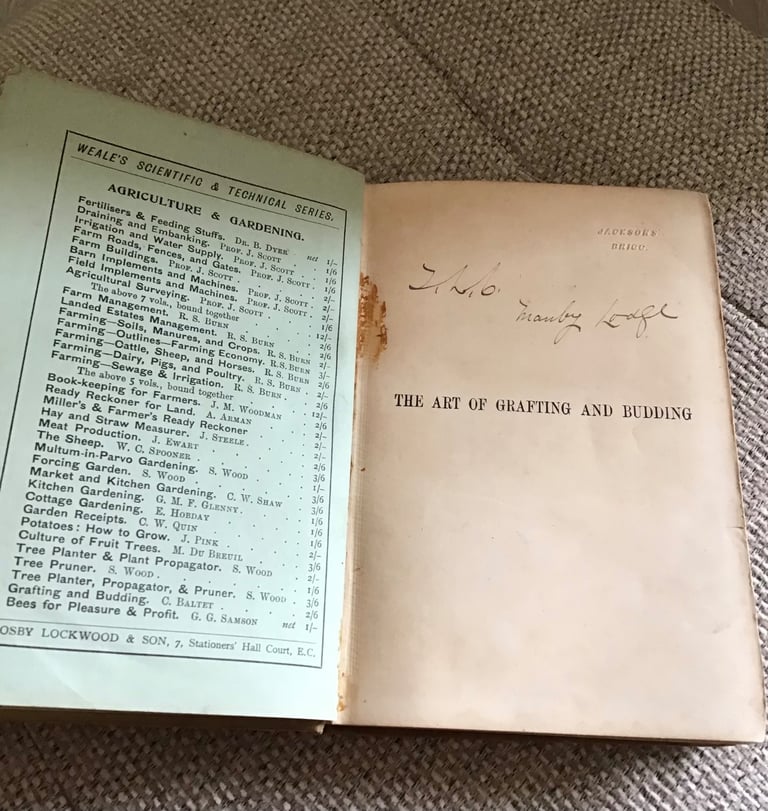 WEALE'S SCIENTIFIC & TECHNICAL SERIES.
AGRICULTURE & GARDENING.
Fertilisers & Feeding Stuffs. DR. B. DYER net 1/-
Draining and Embanking. PROF. J. SCOTT . 1/6
Irrigation and Water Supply. PROF. J. SCOTT . 1/6
Farm Roads, Fences, and Gates. PROF. J. SCOTT . 1/6
Farm Buildings. PROF. J. SCOTT . . . 2/-
Barn Implements and Machines. PROF. J. SCOTT . 2/-
Field Implements and Machines. PROF. J. SCOTT . 2/-
Agricultural Surveying. PROF. J. SCOTT . . 1/6
The above 7 vols., bound together . . 12/-
Farm Management. R. S. BURN . . 2/6
Landed Estates Management. R. S. BURN . . 2/6
Farming—Soils, Manures, and Crops. R. S. BURN
Farming—Outlines—Farming Economy. R. S. BURN 3/-
Farming—Cattle, Sheep, and Horses. R. S. BURN 2/6
Farming—Dairy, Pigs, and Poultry. R. S. BURN . 2/-
Farming—Sewage & Irrigation. R. S. BURN . 2/6
The above 5 vols., bound together . . 12/-
Book-keeping for Farmers. J. M. WOODMAN 2/6
Ready Reckoner for Land. A. ARMAN . . 2/-
Miller's & Farmer's Ready Reckoner . . 2/-
Hay and Straw Measurer. J. STEELE . . 2/-
Meat Production. J. EWART . . 2/6
The Sheep. W. C. SPOONER . . 3/6
Multum-in-Parvo Gardening. S. WOOD . . 1/-
Forcing Garden. S. WOOD . . . 3/6
Market and Kitchen Gardening. C. W. SHAW . 3/6
Kitchen Gardening. G. M. F. GLENNY . . 1/6
Cottage Gardening. E. HOBDAY . . 1/6
Garden Receipts. C. W. QUIN . . 1/6
Potatoes: How to Grow. J. PINK . . 2/-
Culture of Fruit Trees. M. DU BREUIL . . 3/6
Tree Planter & Plant Propagator. S. WOOD . 2/-
Tree Pruner. S. WOOD . . . 1/6
Tree Planter, Propagator, & Pruner. S. WOOD . 3/6
Grafting and Budding. C. BALTET . . 2/6
Bees for Pleasure & Profit. G. G. SAMSON net 1/-
OSBY LOCKWOOD & SON, 7, Stationers' Hall Court, E.C.
JACKSONS
BRIGG.
Manby Lodge
THE ART OF GRAFTING AND BUDDING